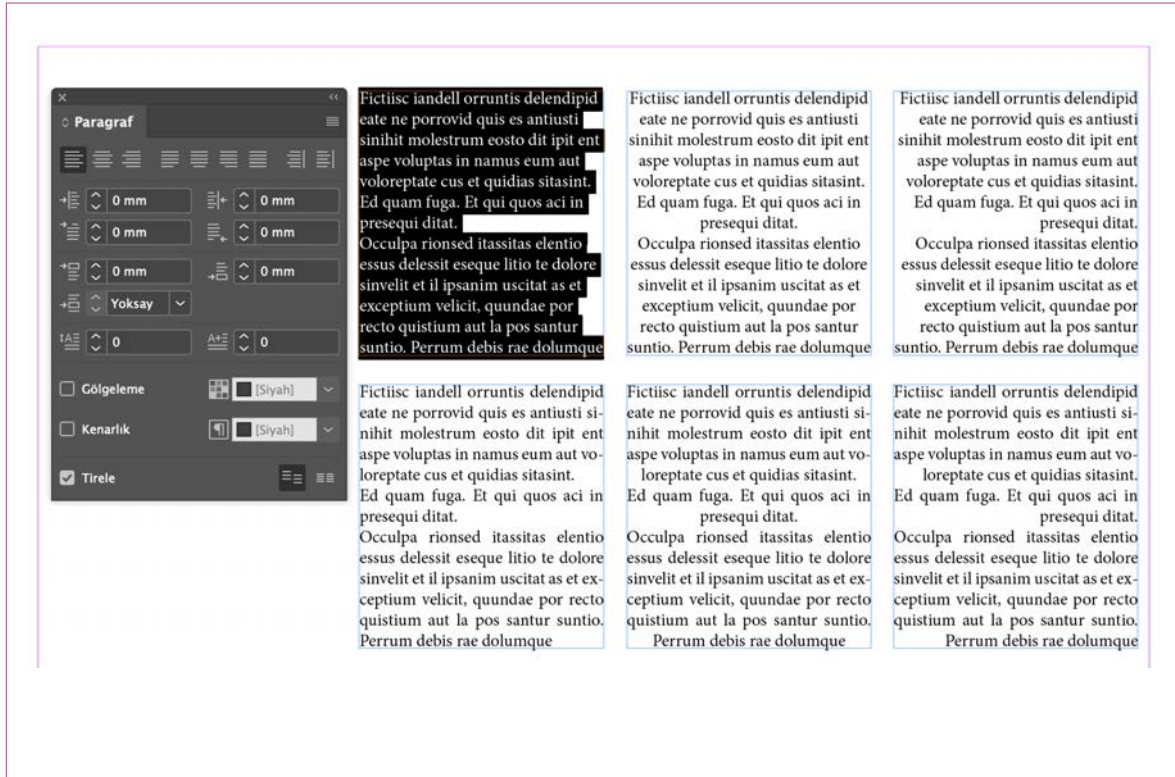 Paragraf
0 mm
0 mm
0 mm
0 mm
0 mm
0 mm
Yoksay
0
0
Gölgeleme
[Siyah]
Kenarlık
[Siyah]
Tirele
Fictiisc iandell orruntis delendipid
eate ne porrovid quis es antiusti
sinihit molestrum eosto dit ipit ent
aspe voluptas in namus eum aut
voloreptate cus et quidias sitasint.
Ed quam fuga. Et qui quos aci in
presequi ditat.
Occulpa rionsed itassitas elentio
essus delessit eseque litio te dolore
sinvelit et il ipsanim uscitat as et
exceptium velicit, quundae por
recto quistium aut la pos santur
suntio. Perrum debis rae dolumque
Fictiisc iandell orruntis delendipid
eate ne porrovid quis es antiusti
sinihit molestrum eosto dit ipit ent
aspe voluptas in namus eum aut
voloreptate cus et quidias sitasint.
Ed quam fuga. Et qui quos aci in
presequi ditat.
Occulpa rionsed itassitas elentio
essus delessit eseque litio te dolore
sinvelit et il ipsanim uscitat as et
exceptium velicit, quundae por
recto quistium aut la pos santur
suntio. Perrum debis rae dolumque
Fictiisc iandell orruntis delendipid
eate ne porrovid quis es antiusti
sinihit molestrum eosto dit ipit ent
aspe voluptas in namus eum aut
voloreptate cus et quidias sitasint.
Ed quam fuga. Et qui quos aci in
presequi ditat.
Occulpa rionsed itassitas elentio
essus delessit eseque litio te dolore
sinvelit et il ipsanim uscitat as et
exceptium velicit, quundae por
recto quistium aut la pos santur
suntio. Perrum debis rae dolumque
Fictiisc iandell orruntis delendipid
eate ne porrovid quis es antiusti si-
nihit molestrum eosto dit ipit ent
aspe voluptas in namus eum aut vo-
loreptate cus et quidias sitasint.
Ed quam fuga. Et qui quos aci in
presequi ditat.
Occulpa rionsed itassitas elentio
essus delessit eseque litio te dolore
sinvelit et il ipsanim uscitat as et ex-
ceptium velicit, quundae por recto
quistium aut la pos santur suntio.
Perrum debis rae dolumque
Fictiisc iandell orruntis delendipid
eate ne porrovid quis es antiusti si-
nihit molestrum eosto dit ipit ent
aspe voluptas in namus eum aut vo-
loreptate cus et quidias sitasint.
Ed quam fuga. Et qui quos aci in
presequi ditat.
Occulpa rionsed itassitas elentio
essus delessit eseque litio te dolore
sinvelit et il ipsanim uscitat as et ex-
ceptium velicit, quundae por recto
quistium aut la pos santur suntio.
Perrum debis rae dolumque
Fictiisc iandell orruntis delendipid
eate ne porrovid quis es antiusti si-
nihit molestrum eosto dit ipit ent
aspe voluptas in namus eum aut vo-
loreptate cus et quidias sitasint.
Ed quam fuga. Et qui quos aci in
presequi ditat.
Occulpa rionsed itassitas elentio
essus delessit eseque litio te dolore
sinvelit et il ipsanim uscitat as et ex-
ceptium velicit, quundae por recto
quistium aut la pos santur suntio.
Perrum debis rae dolumque